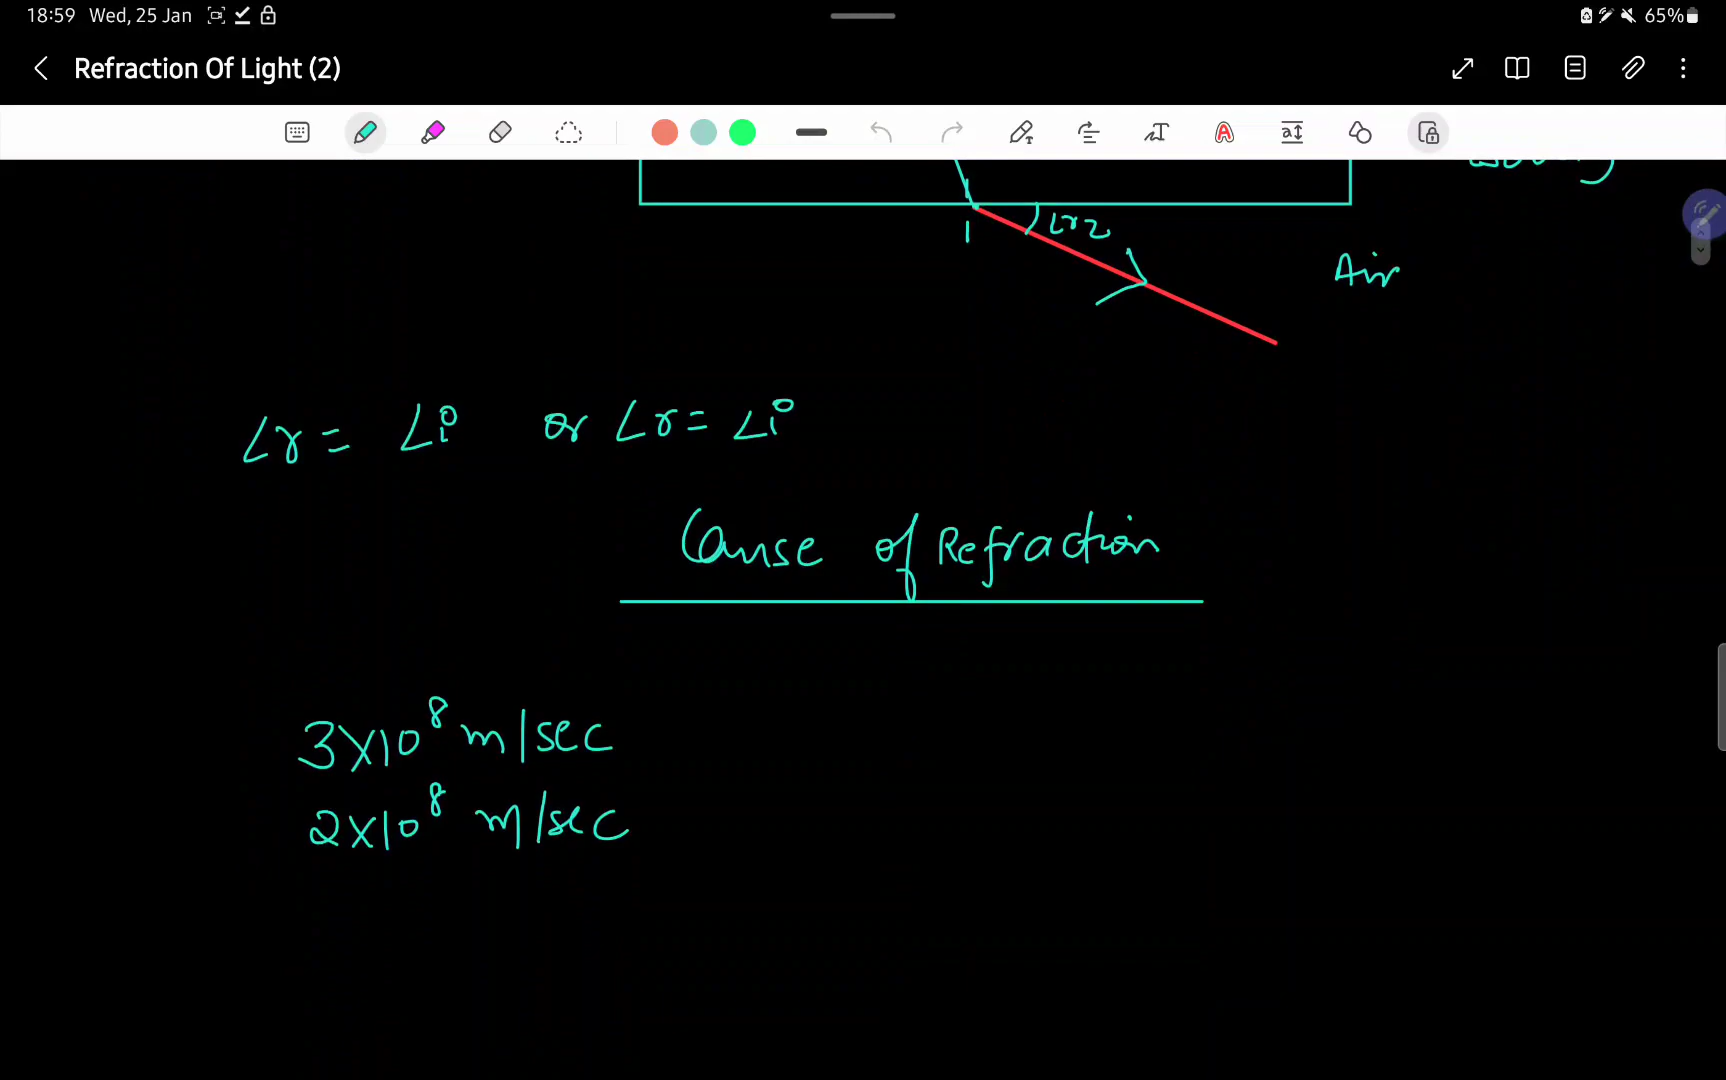 18:59 Wed, 25 Jan 65%
Refraction Of Light (2)
∠r2
Air
∠r = ∠i or ∠r = ∠i
Cause of Refraction
3×10⁸ m/sec
2×10⁸ m/sec